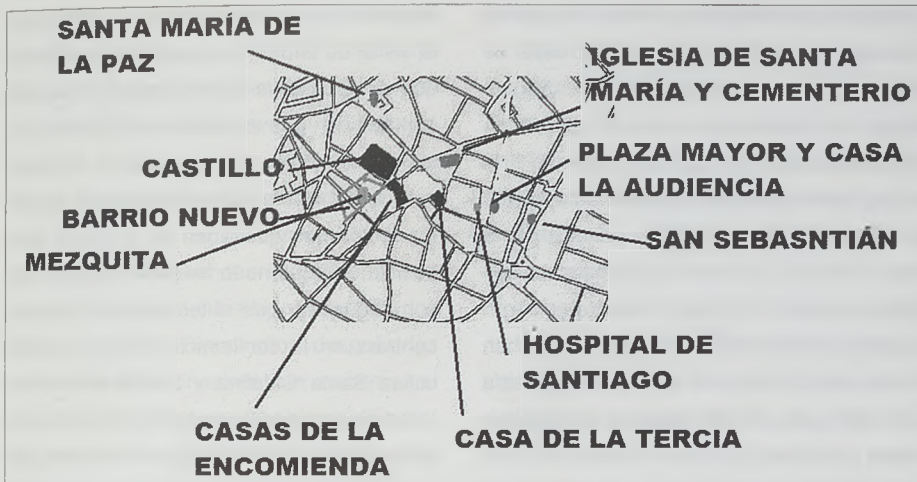 SANTA MARÍA DE
LA PAZ
IGLESIA DE SANTA
MARÍA Y CEMENTERIO
CASTILLO
PLAZA MAYOR Y CASA
LA AUDIENCIA
BARRIO NUEVO
SAN SEBASNTIÁN
MEZQUITA
HOSPITAL DE
SANTIAGO
CASAS DE LA
ENCOMIENDA
CASA DE LA TERCIA